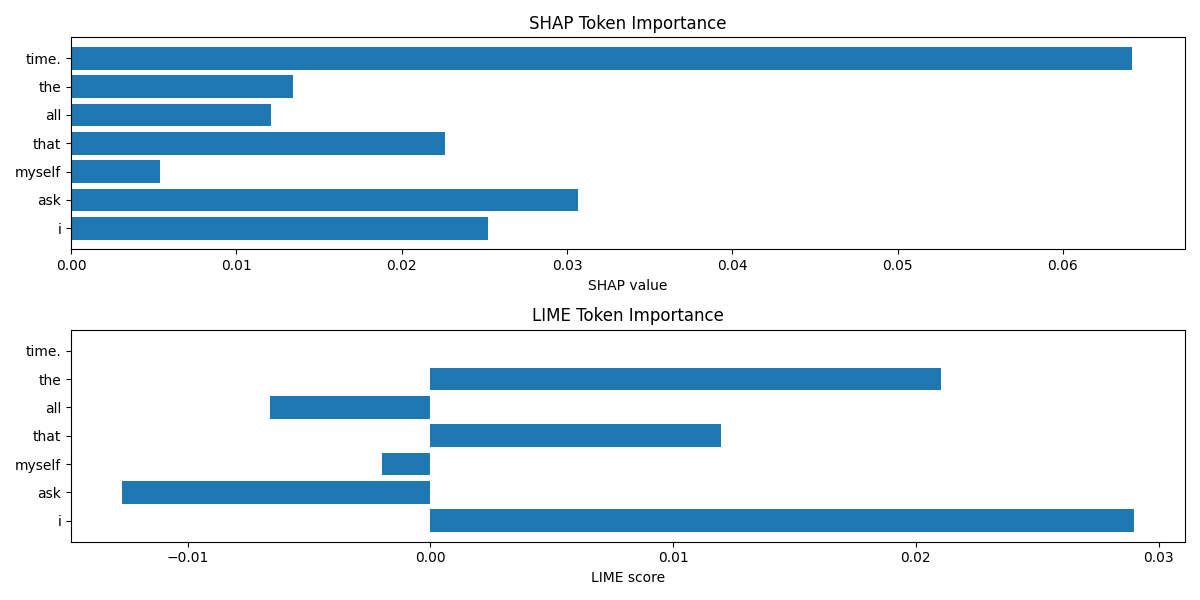 SHAP Token Importance
time.
the
all
that
myself
ask
i
0.00 0.01 0.02 0.03 0.04 0.05 0.06
SHAP value
LIME Token Importance
time.
the
all
that
myself
ask
i
−0.01 0.00 0.01 0.02 0.03
LIME score